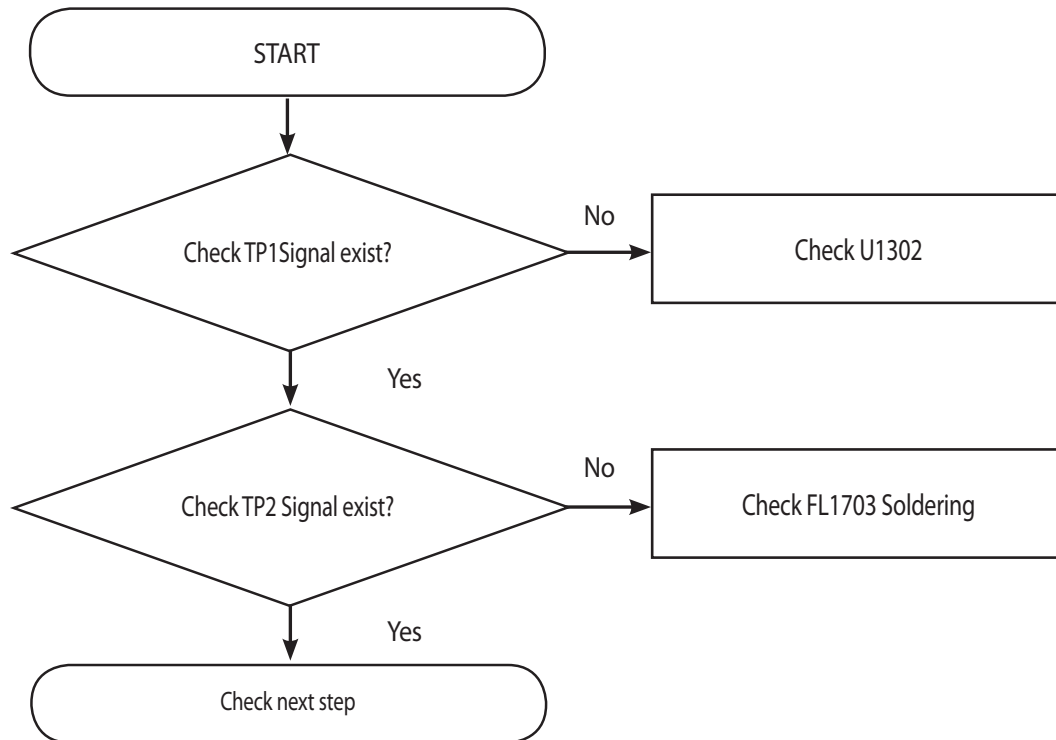 START
Check TP1Signal exist?
No
Check U1302
Yes
Check TP2 Signal exist?
No
Check FL1703 Soldering
Yes
Check next step